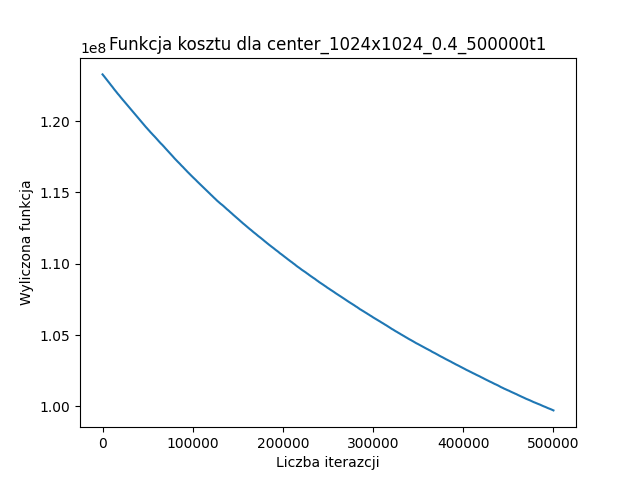 Funkcja kosztu dla center_1024x1024_0.4_500000t1
1e8
1.20
1.15
1.10
1.05
1.00
Wyliczona funkcja
0 100000 200000 300000 400000 500000
Liczba iterazcji